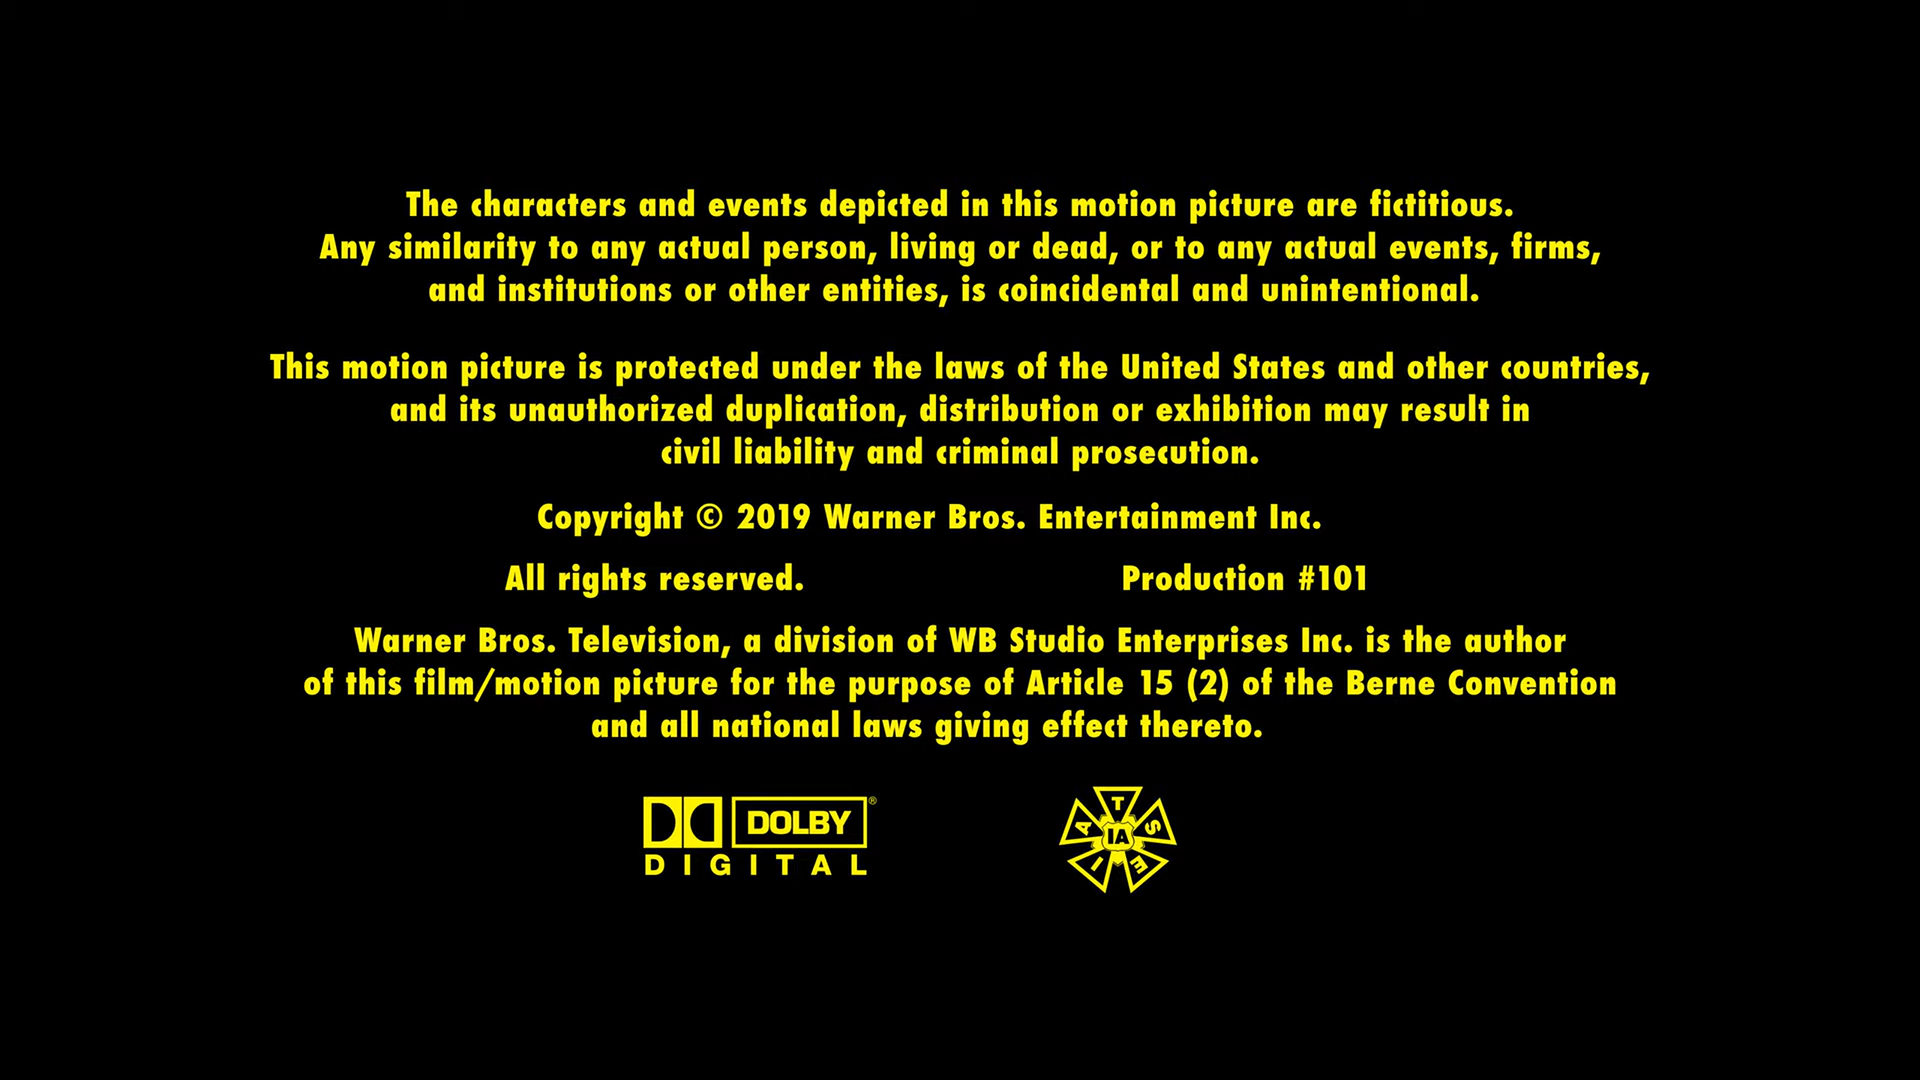 The characters and events depicted in this motion picture are fictitious.
Any similarity to any actual person, living or dead, or to any actual events, firms,
and institutions or other entities, is coincidental and unintentional.
This motion picture is protected under the laws of the United States and other countries,
and its unauthorized duplication, distribution or exhibition may result in
civil liability and criminal prosecution.
Copyright © 2019 Warner Bros. Entertainment Inc.
All rights reserved. Production #101
Warner Bros. Television, a division of WB Studio Enterprises Inc. is the author
of this film/motion picture for the purpose of Article 15 (2) of the Berne Convention
and all national laws giving effect thereto.
DOLBY®
DIGITAL
I A T S E
IA